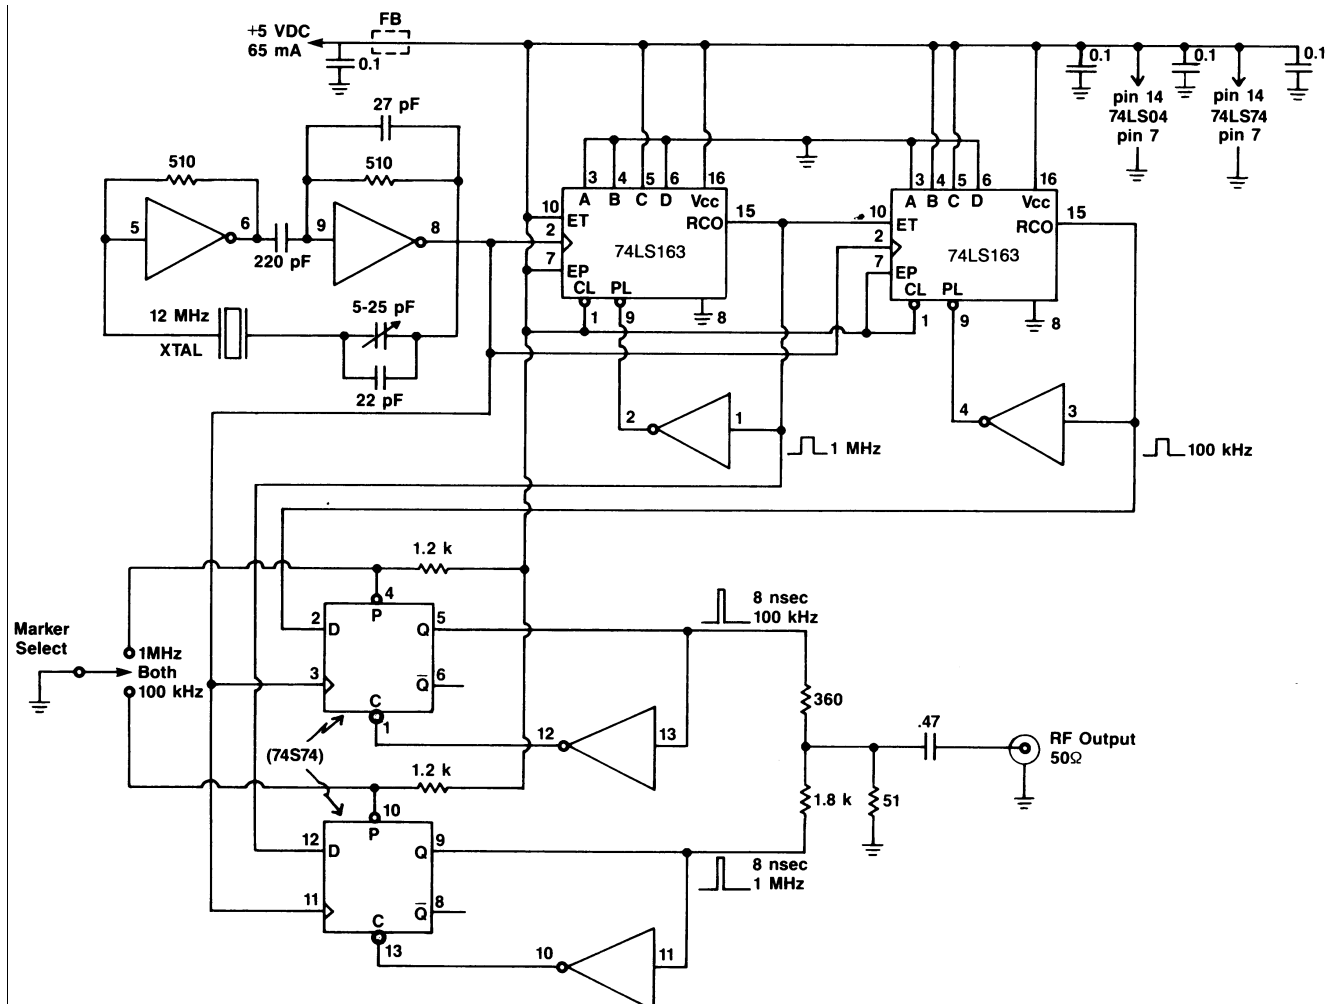 +5 VDC
65 mA
FB
0.1
0.1
0.1
0.1
pin 14
74LS04
pin 7
pin 14
74LS74
pin 7
27 pF
510
510
5
6
9
8
220 pF
12 MHz
XTAL
5-25 pF
22 pF
3 4 5 6 16
A B C D Vcc
RCO
15
10
ET
2
7
EP
74LS163
CL PL
1 9 8
3 4 5 6 16
A B C D Vcc
RCO
15
10
ET
2
7
EP
74LS163
CL PL
1 9 8
2 1
1 MHz
4 3
100 kHz
1.2 k
4
P
2
D
Q
5
3
Q̅
6
C
1
8 nsec
100 kHz
Marker
Select
1MHz
Both
100 kHz
(74S74)
12 13
360
.47
RF Output
50Ω
1.8 k
51
1.2 k
10
P
12
D
Q
9
11
Q̅
8
C
13
8 nsec
1 MHz
10 11